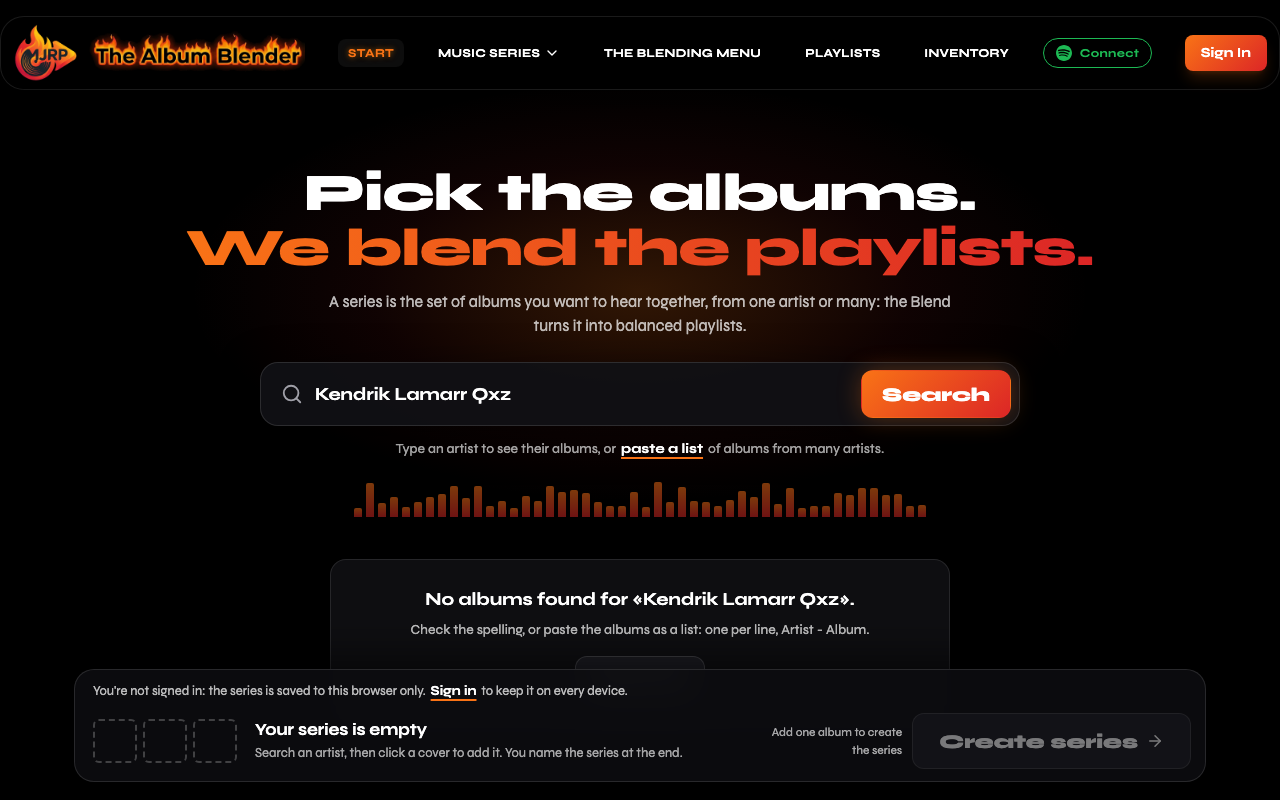 JRP
The Album Blender
START
MUSIC SERIES
THE BLENDING MENU
PLAYLISTS
INVENTORY
Connect
Sign In
Pick the albums.
We blend the playlists.
A series is the set of albums you want to hear together, from one artist or many: the Blend
turns it into balanced playlists.
Kendrik Lamarr Qxz
Search
Type an artist to see their albums, or paste a list of albums from many artists.
No albums found for «Kendrik Lamarr Qxz».
Check the spelling, or paste the albums as a list: one per line, Artist - Album.
You're not signed in: the series is saved to this browser only. Sign in to keep it on every device.
Your series is empty
Search an artist, then click a cover to add it. You name the series at the end.
Add one album to create
the series
Create series